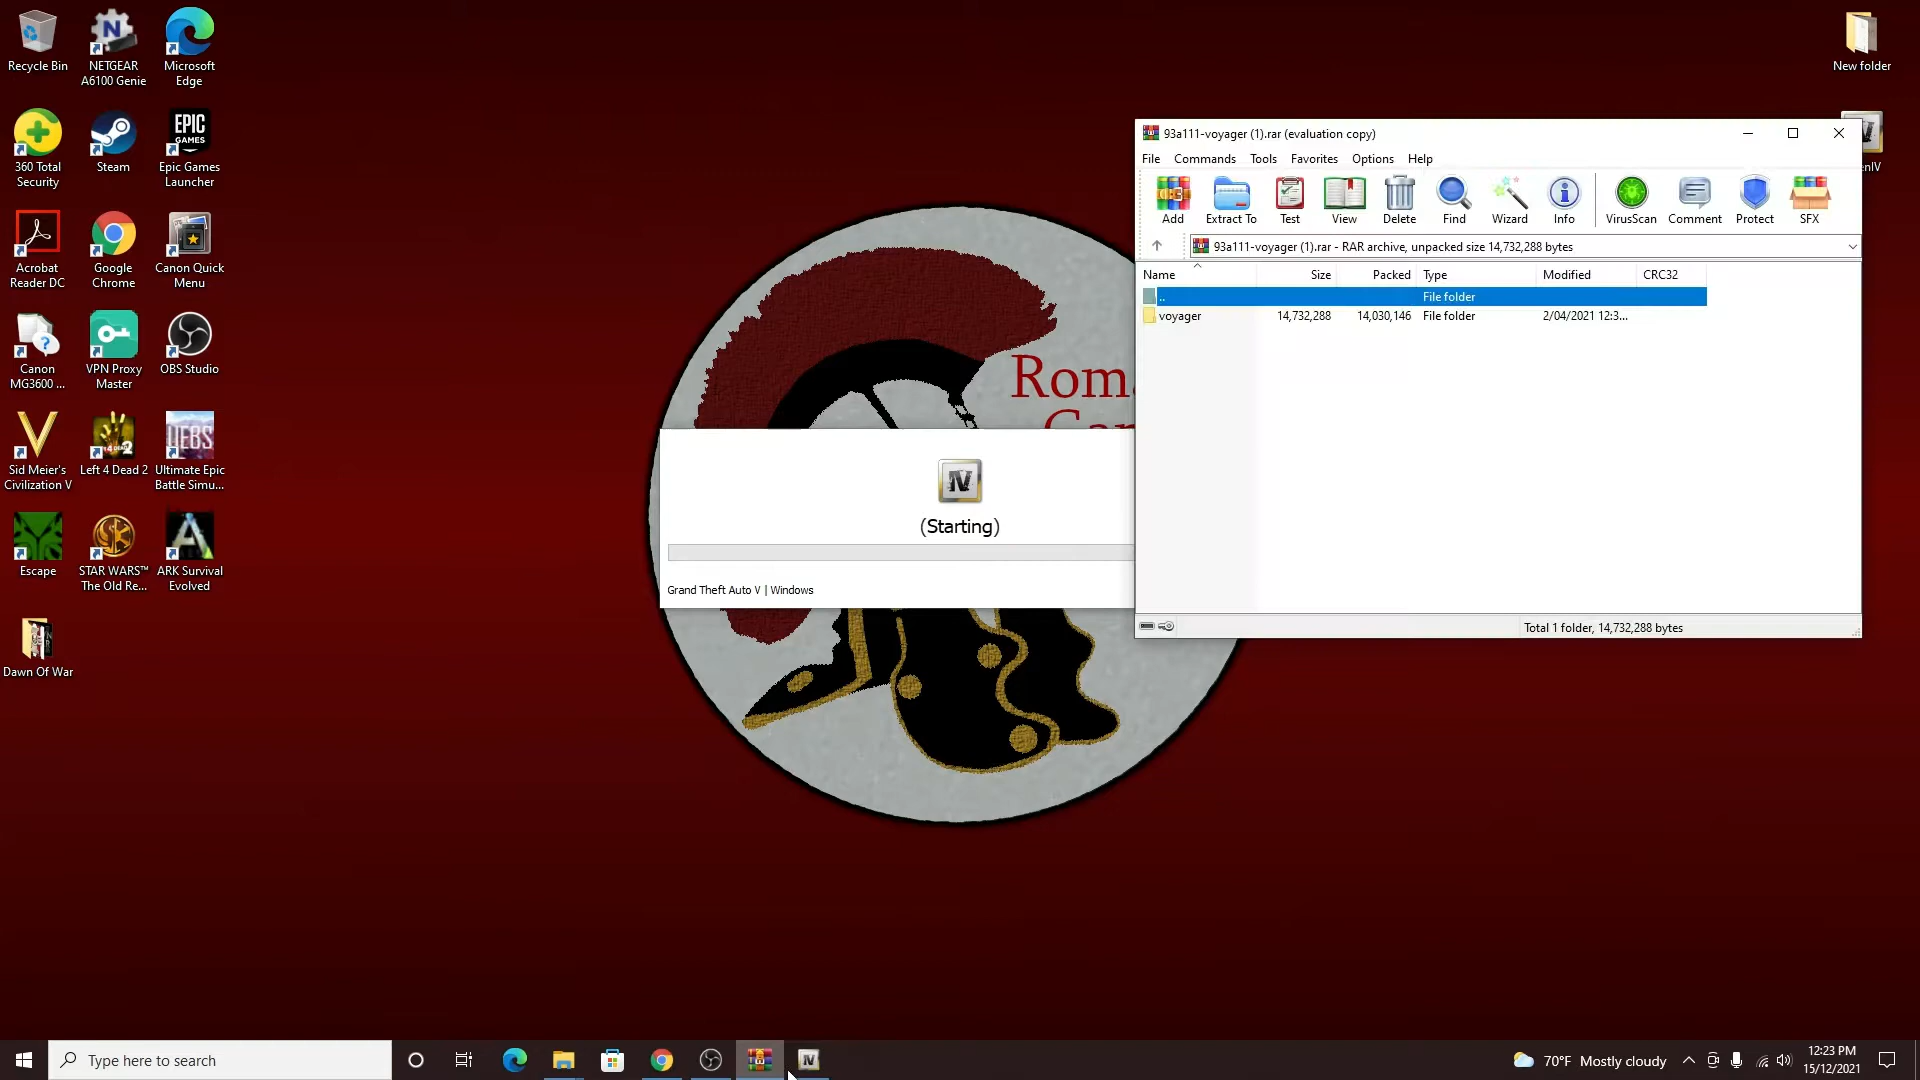 Recycle Bin
NETGEAR
A6100 Genie
Microsoft
Edge
New folder
360 Total
Security
Steam
EPIC
GAMES
Epic Games
Launcher
Acrobat
Reader DC
Google
Chrome
Canon Quick
Menu
Canon
MG3600 ...
VPN Proxy
Master
OBS Studio
Sid Meier's
Civilization V
Left 4 Dead 2
UEBS
Ultimate Epic
Battle Simu...
Escape
STAR WARS™
The Old Re...
ARK Survival
Evolved
Dawn Of War
93a111-voyager (1).rar (evaluation copy)
File Commands Tools Favorites Options Help
Add Extract To Test View Delete Find Wizard Info VirusScan Comment Protect SFX
93a111-voyager (1).rar - RAR archive, unpacked size 14,732,288 bytes
Name Size Packed Type Modified CRC32
.. File folder
voyager 14,732,288 14,030,146 File folder 2/04/2021 12:3...
Total 1 folder, 14,732,288 bytes
IV
(Starting)
Grand Theft Auto V | Windows
Type here to search
70°F Mostly cloudy
12:23 PM
15/12/2021